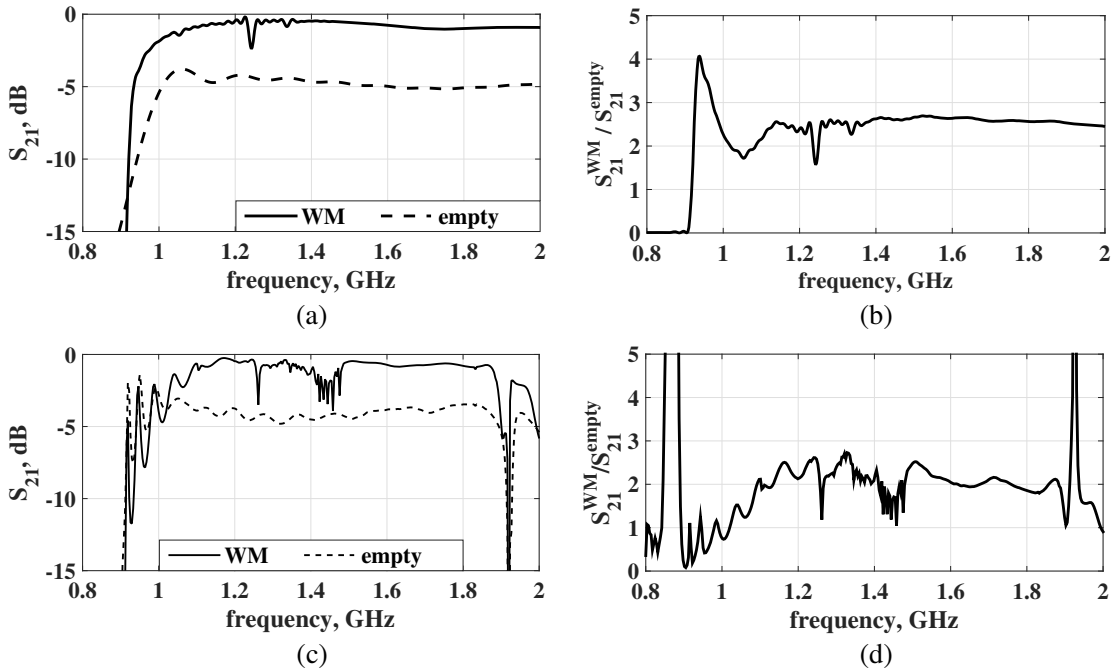 S21, dB
0
-5
-10
-15
0.8 1 1.2 1.4 1.6 1.8 2
WM empty
frequency, GHz
(a)
S21WM / S21empty
5
4
3
2
1
0
0.8 1 1.2 1.4 1.6 1.8 2
frequency, GHz
(b)
S21, dB
0
-5
-10
-15
0.8 1 1.2 1.4 1.6 1.8 2
WM empty
frequency, GHz
(c)
S21WM/S21empty
5
4
3
2
1
0
0.8 1 1.2 1.4 1.6 1.8 2
frequency, GHz
(d)